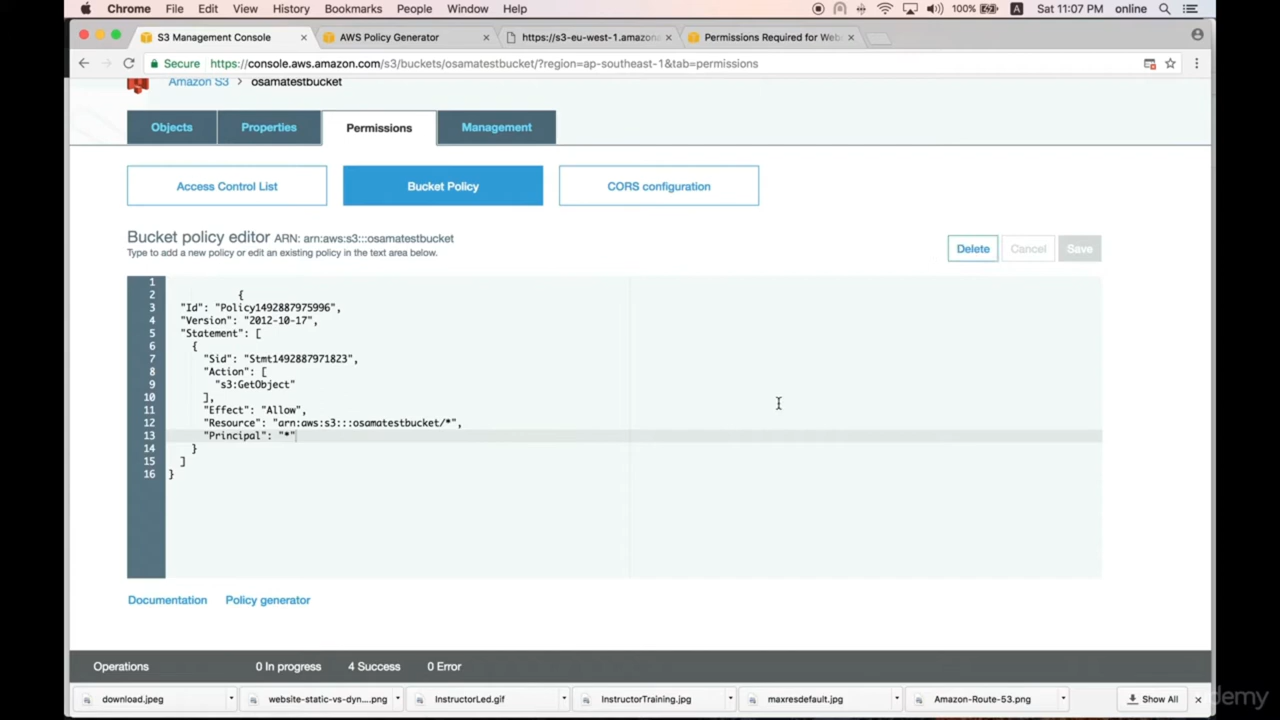 Chrome File Edit View History Bookmarks People Window Help 100% A Sat 11:07 PM online
S3 Management Console × AWS Policy Generator × https://s3-eu-west-1.amazona × Permissions Required for Web ×
Secure https://console.aws.amazon.com/s3/buckets/osamatestbucket/?region=ap-southeast-1&tab=permissions
Amazon S3 > osamatestbucket
Objects Properties Permissions Management
Access Control List Bucket Policy CORS configuration
Bucket policy editor ARN: arn:aws:s3:::osamatestbucket
Type to add a new policy or edit an existing policy in the text area below.
Delete Cancel Save
1
2 {
3 "Id": "Policy1492887975996",
4 "Version": "2012-10-17",
5 "Statement": [
6 {
7 "Sid": "Stmt1492887971823",
8 "Action": [
9 "s3:GetObject"
10 ],
11 "Effect": "Allow",
12 "Resource": "arn:aws:s3:::osamatestbucket/*",
13 "Principal": "*"
14 }
15 ]
16 }
Documentation Policy generator
Operations 0 In progress 4 Success 0 Error
download.jpeg website-static-vs-dyn....png InstructorLed.gif InstructorTraining.jpg maxresdefault.jpg Amazon-Route-53.png Show All ×
demy